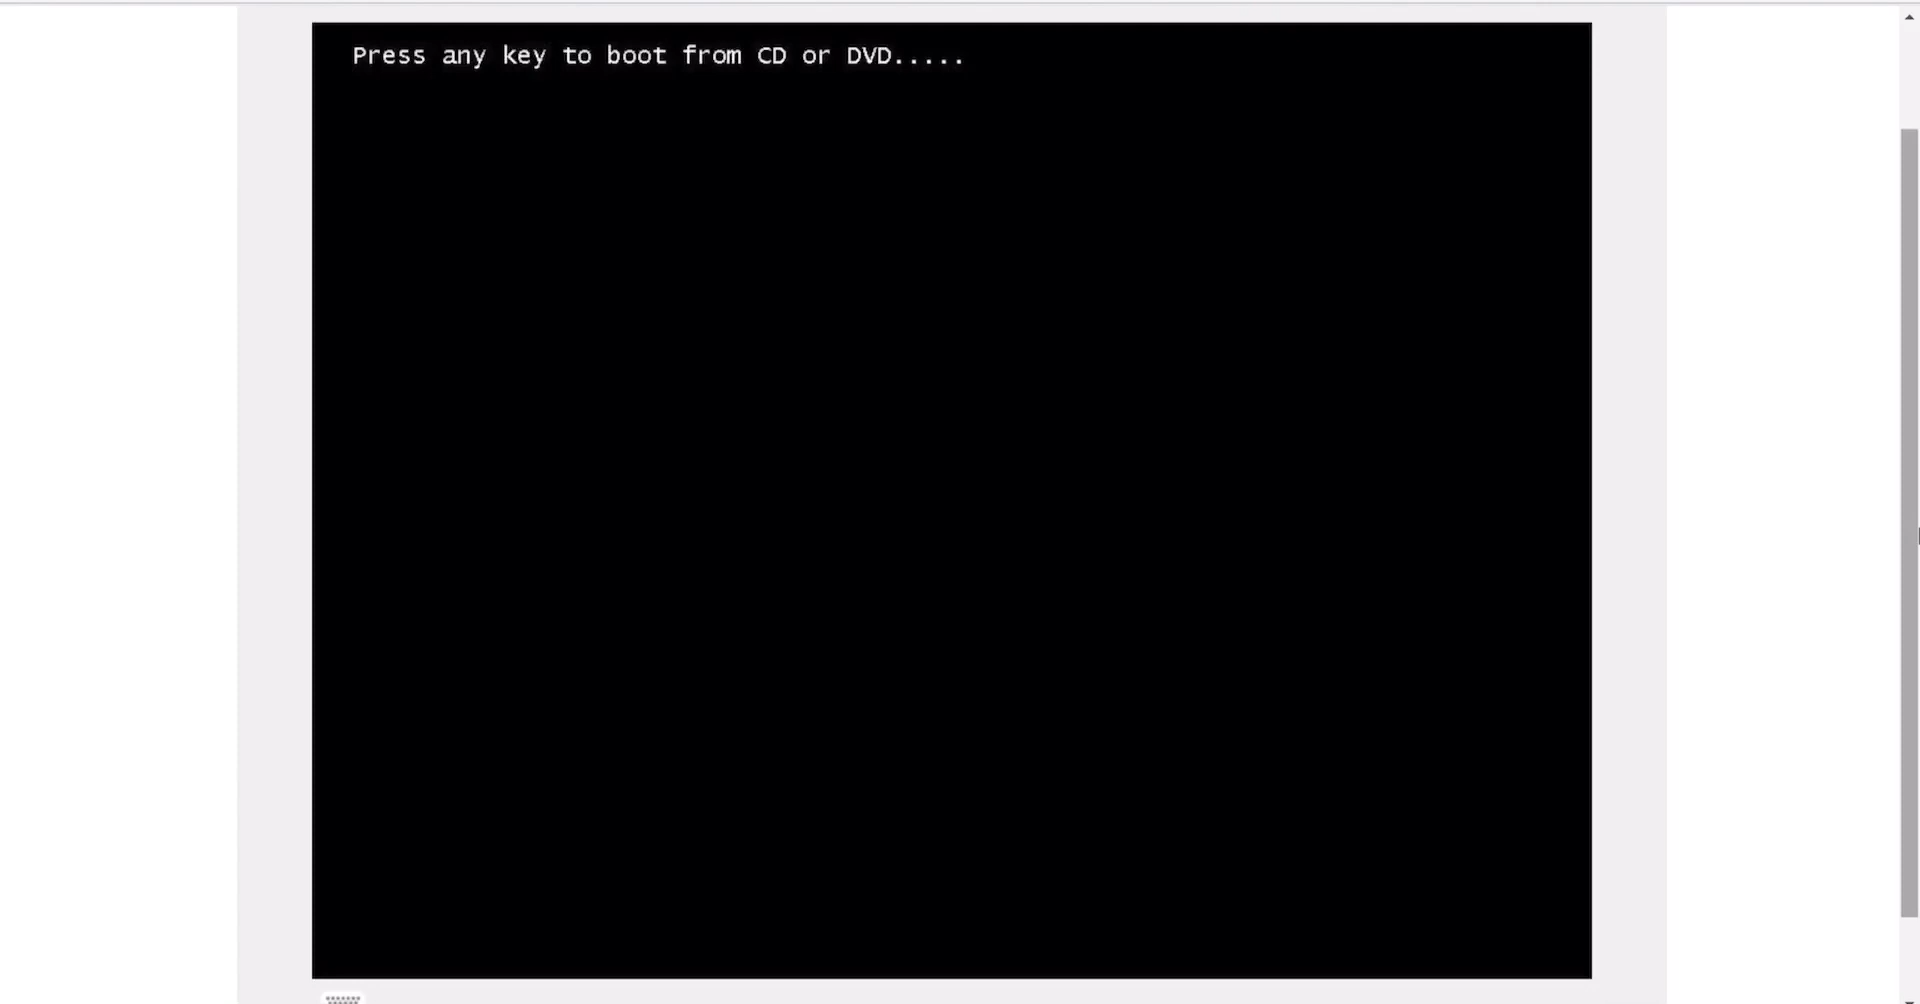 Press any key to boot from CD or DVD.....